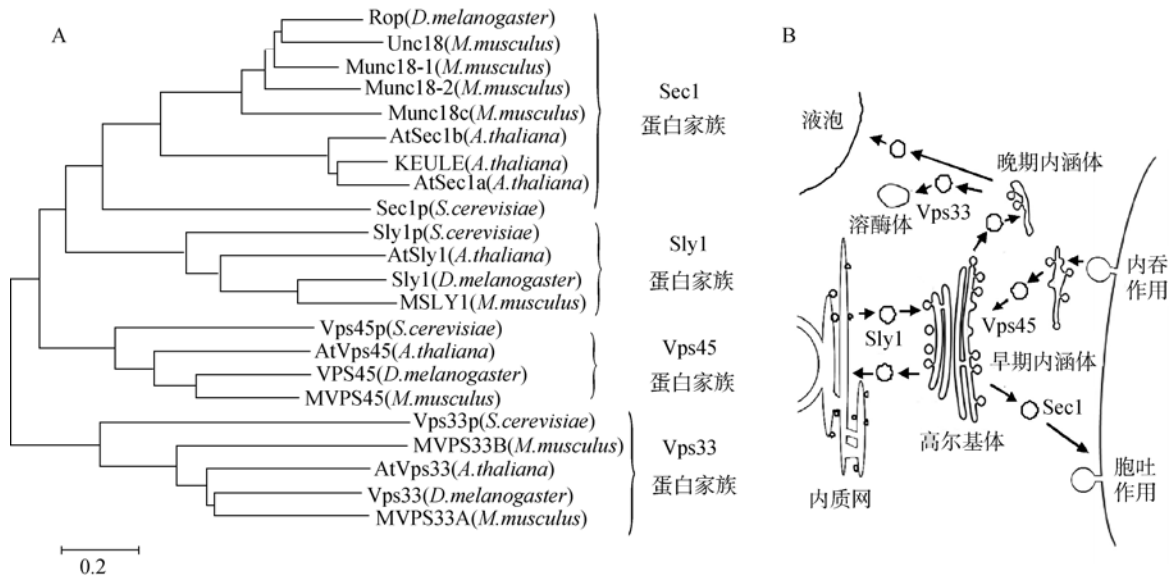 A
Rop(D.melanogaster)
Unc18(M.musculus)
Munc18-1(M.musculus)
Munc18-2(M.musculus)
Munc18c(M.musculus)
AtSec1b(A.thaliana)
KEULE(A.thaliana)
AtSec1a(A.thaliana)
Sec1p(S.cerevisiae)
Sly1p(S.cerevisiae)
AtSly1(A.thaliana)
Sly1(D.melanogaster)
MSLY1(M.musculus)
Vps45p(S.cerevisiae)
AtVps45(A.thaliana)
VPS45(D.melanogaster)
MVPS45(M.musculus)
Vps33p(S.cerevisiae)
MVPS33B(M.musculus)
AtVps33(A.thaliana)
Vps33(D.melanogaster)
MVPS33A(M.musculus)
0.2
Sec1
蛋白家族
Sly1
蛋白家族
Vps45
蛋白家族
Vps33
蛋白家族
B
液泡
晚期内涵体
Vps33
溶酶体
内吞
作用
Sly1
Vps45
早期内涵体
Sec1
高尔基体
胞吐
作用
内质网